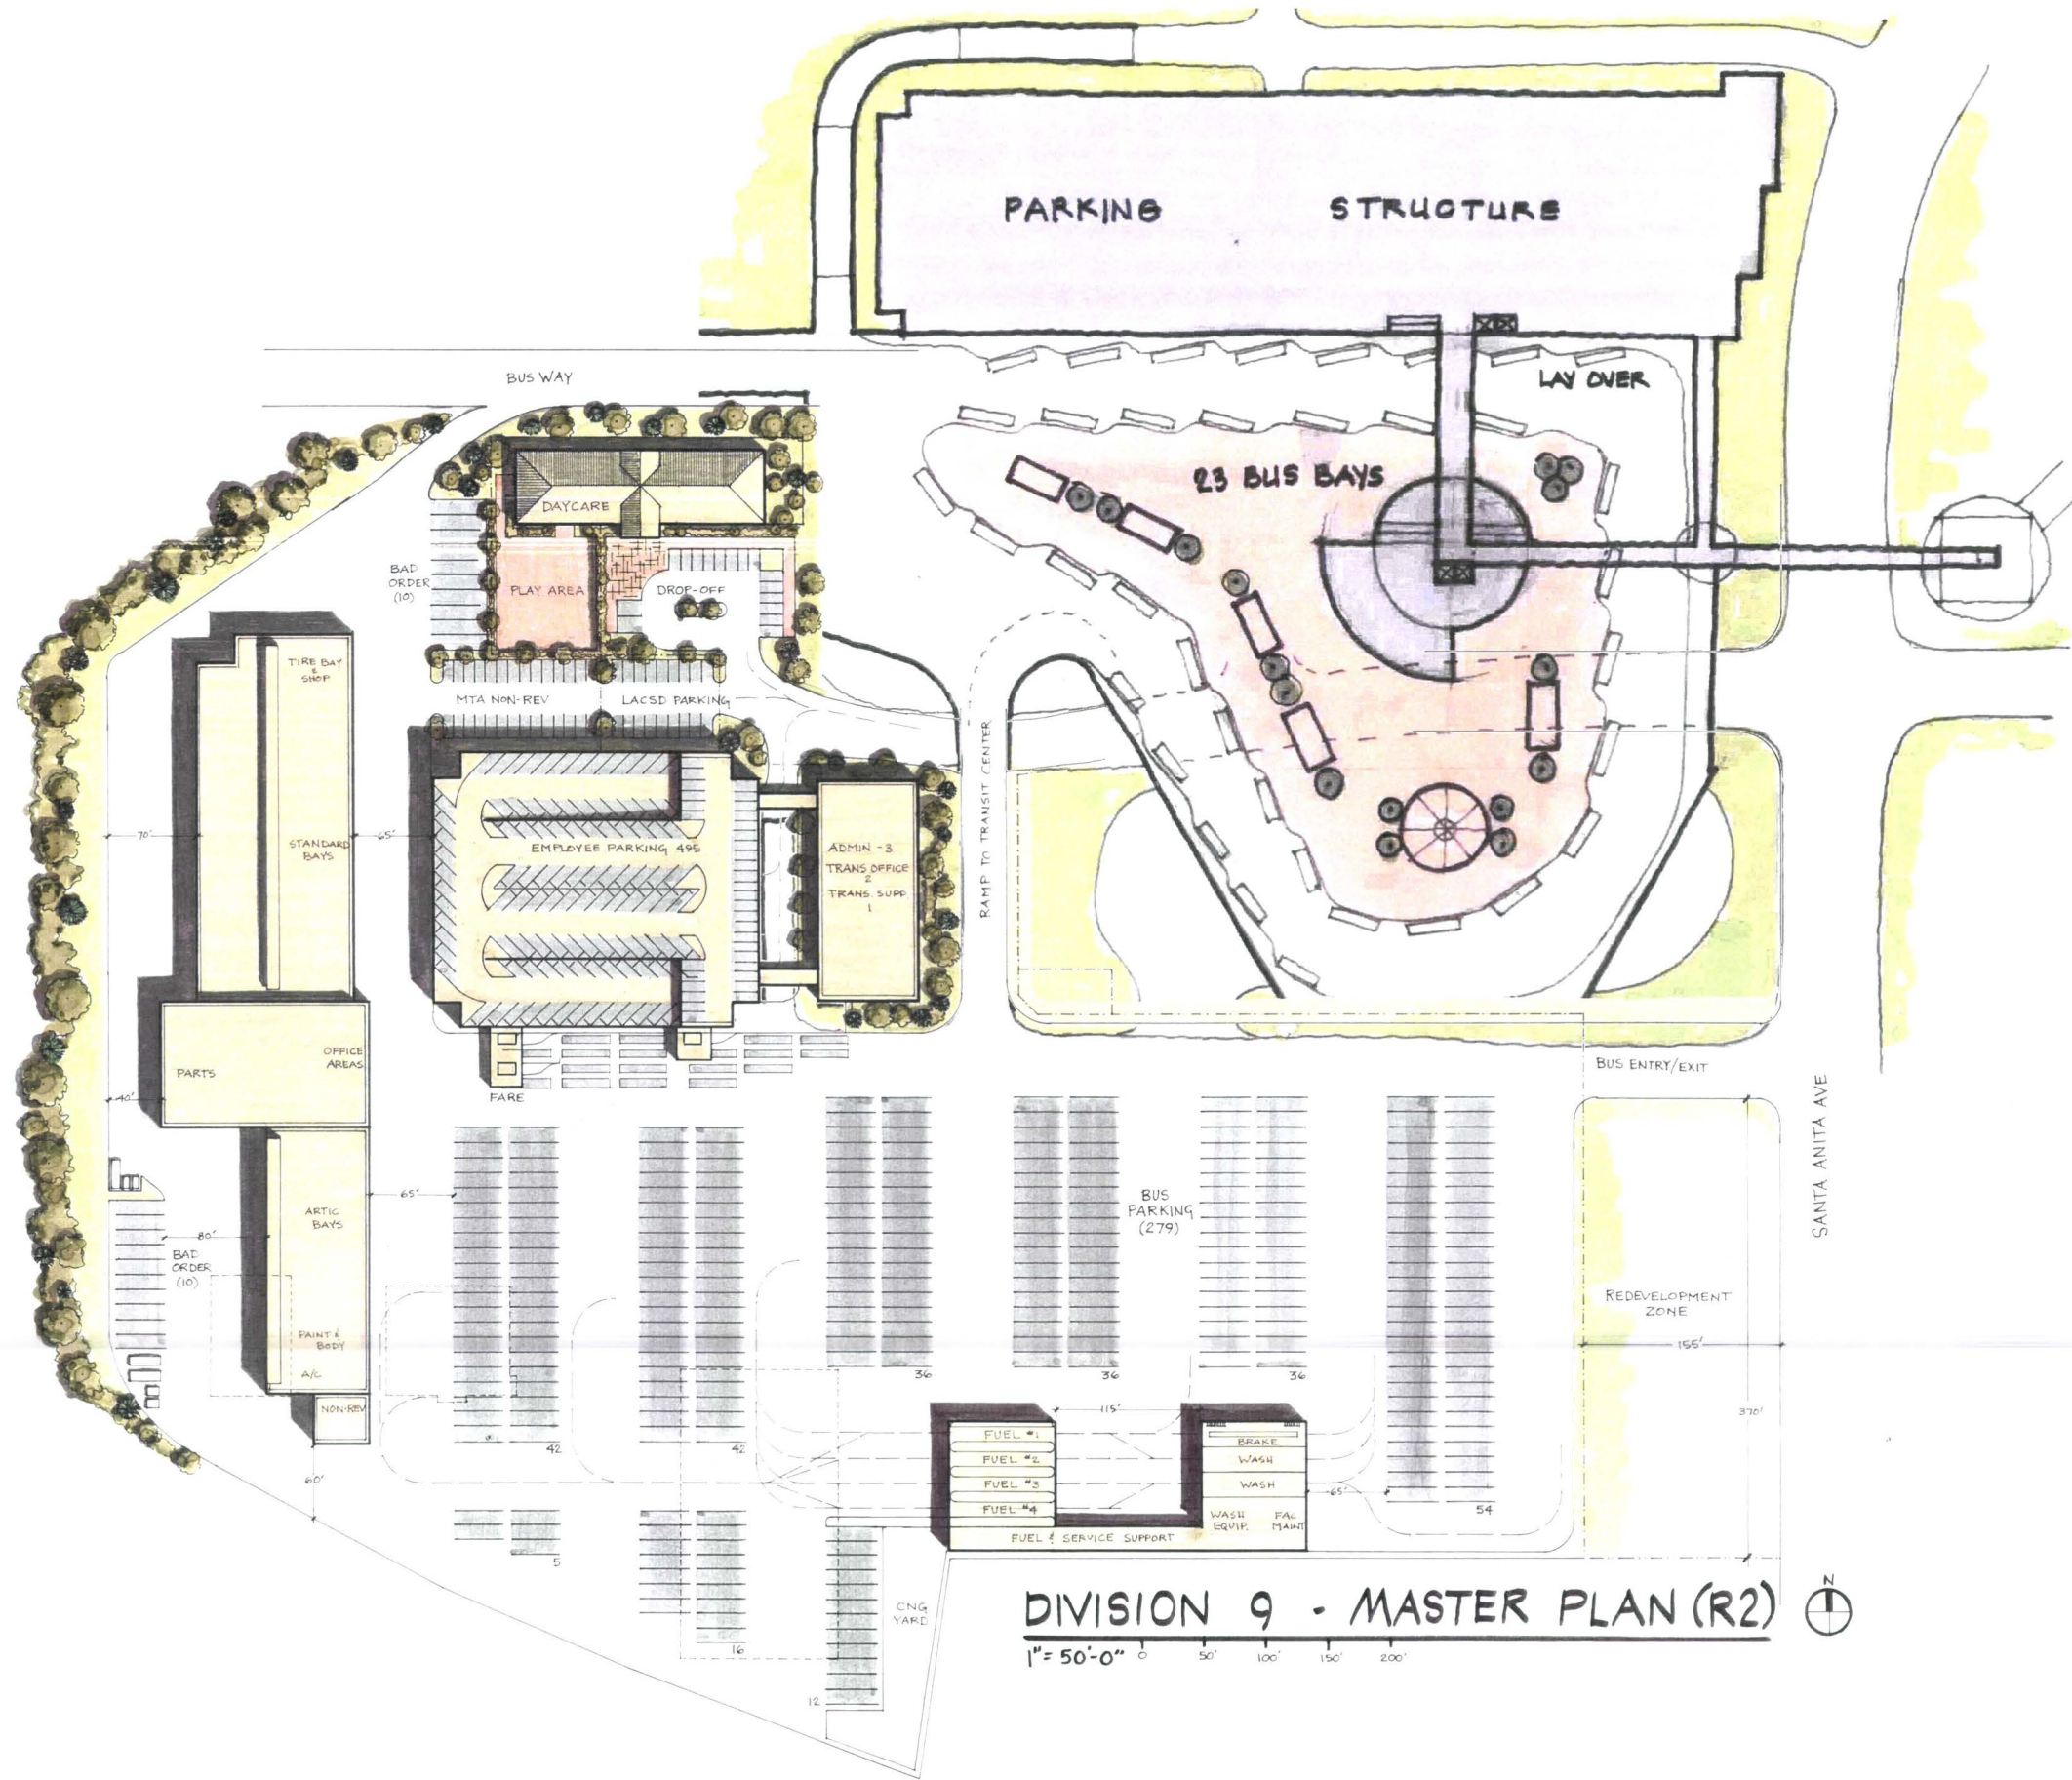 PARKING STRUCTURE
LAY OVER
BUS WAY
23 BUS BAYS
DAYCARE
BAD
ORDER
(10)
PLAY AREA
DROP-OFF
TIRE BAY
&
SHOP
MTA NON-REV
LACSD PARKING
RAMP TO TRANSIT CENTER
70'
STANDARD
BAYS
65'
EMPLOYEE PARKING 495
ADMIN -3
TRANS OFFICE
2
TRANS. SUPP
1
PARTS
OFFICE
AREAS
40'
FARE
BUS ENTRY/EXIT
SANTA ANITA AVE
ARTIC
BAYS
65'
80'
BAD
ORDER
(10)
BUS
PARKING
(279)
REDEVELOPMENT
ZONE
155'
370'
PAINT &
BODY
A/C
NON-REV
60'
36
36
36
42
42
54
5
16
12
115'
65'
FUEL #1
FUEL #2
FUEL #3
FUEL #4
FUEL & SERVICE SUPPORT
BRAKE
WASH
WASH
WASH
EQUIP.
FAC
MAINT
CNG
YARD
DIVISION 9 - MASTER PLAN (R2)
N
1" = 50'-0" 0 50' 100' 150' 200'